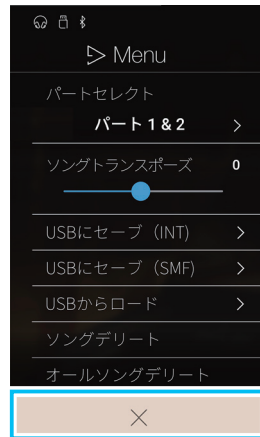 Menu
パートセレクト
パート 1 & 2
ソングトランスポーズ 0
USBにセーブ（INT)
USBにセーブ（SMF)
USBからロード
ソングデリート
オールソングデリート